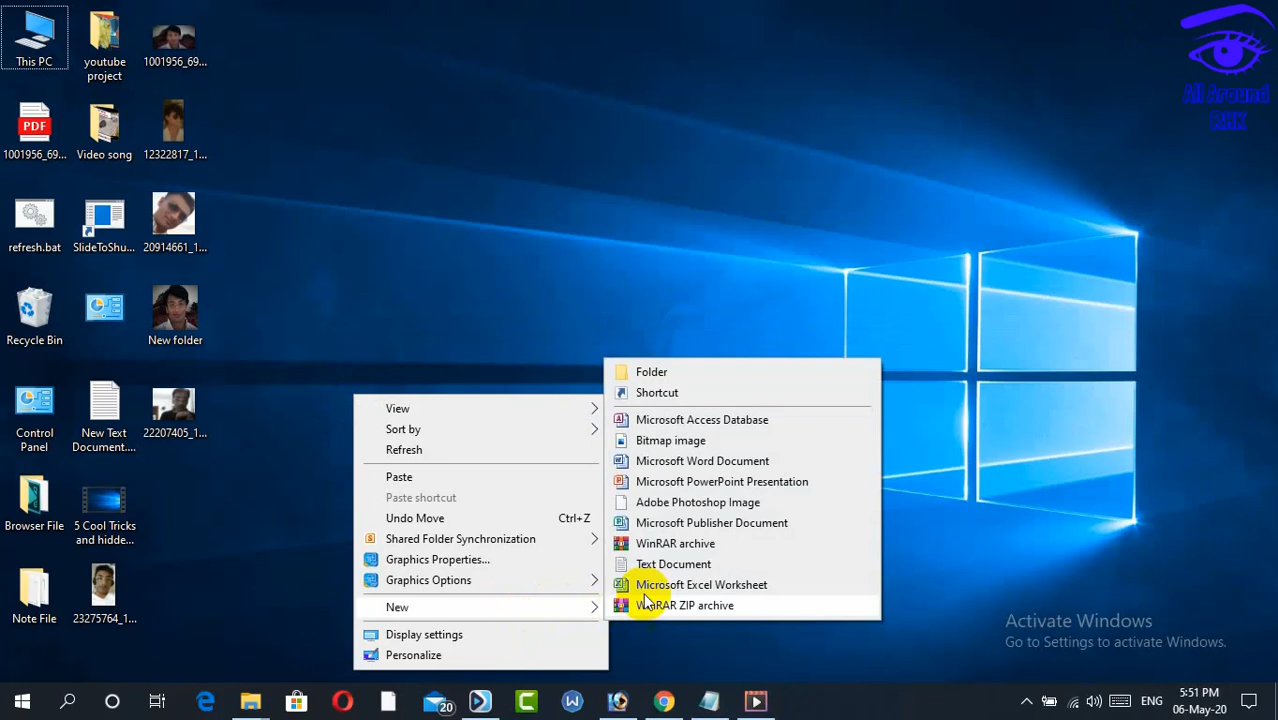 This PC
youtube
project
1001956_69...
1001956_69...
Video song
12322817_1...
refresh.bat
SlideToShu...
20914661_1...
Recycle Bin
New folder
Control
Panel
New Text
Document....
22207405_1...
Browser File
5 Cool Tricks
and hidde...
Note File
23275764_1...
PDF
All Around
RHK
View
Sort by
Refresh
Paste
Paste shortcut
Undo Move Ctrl+Z
Shared Folder Synchronization
Graphics Properties...
Graphics Options
New
Display settings
Personalize
Folder
Shortcut
Microsoft Access Database
Bitmap image
Microsoft Word Document
Microsoft PowerPoint Presentation
Adobe Photoshop Image
Microsoft Publisher Document
WinRAR archive
Text Document
Microsoft Excel Worksheet
WinRAR ZIP archive
Activate Windows
Go to Settings to activate Windows.
20
ENG
5:51 PM
06-May-20